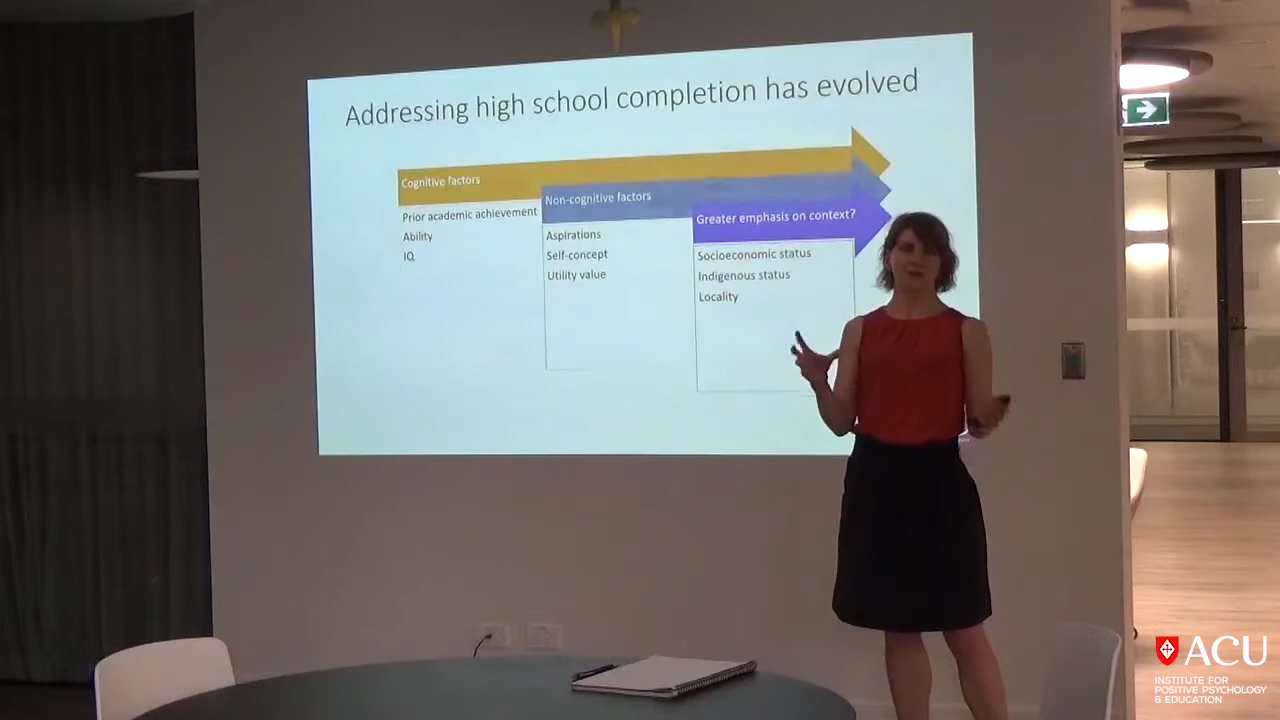 Addressing high school completion has evolved
Cognitive factors
Prior academic achievement
Ability
IQ
Non-cognitive factors
Aspirations
Self-concept
Utility value
Greater emphasis on context?
Socioeconomic status
Indigenous status
Locality
ACU
INSTITUTE FOR
POSITIVE PSYCHOLOGY
& EDUCATION